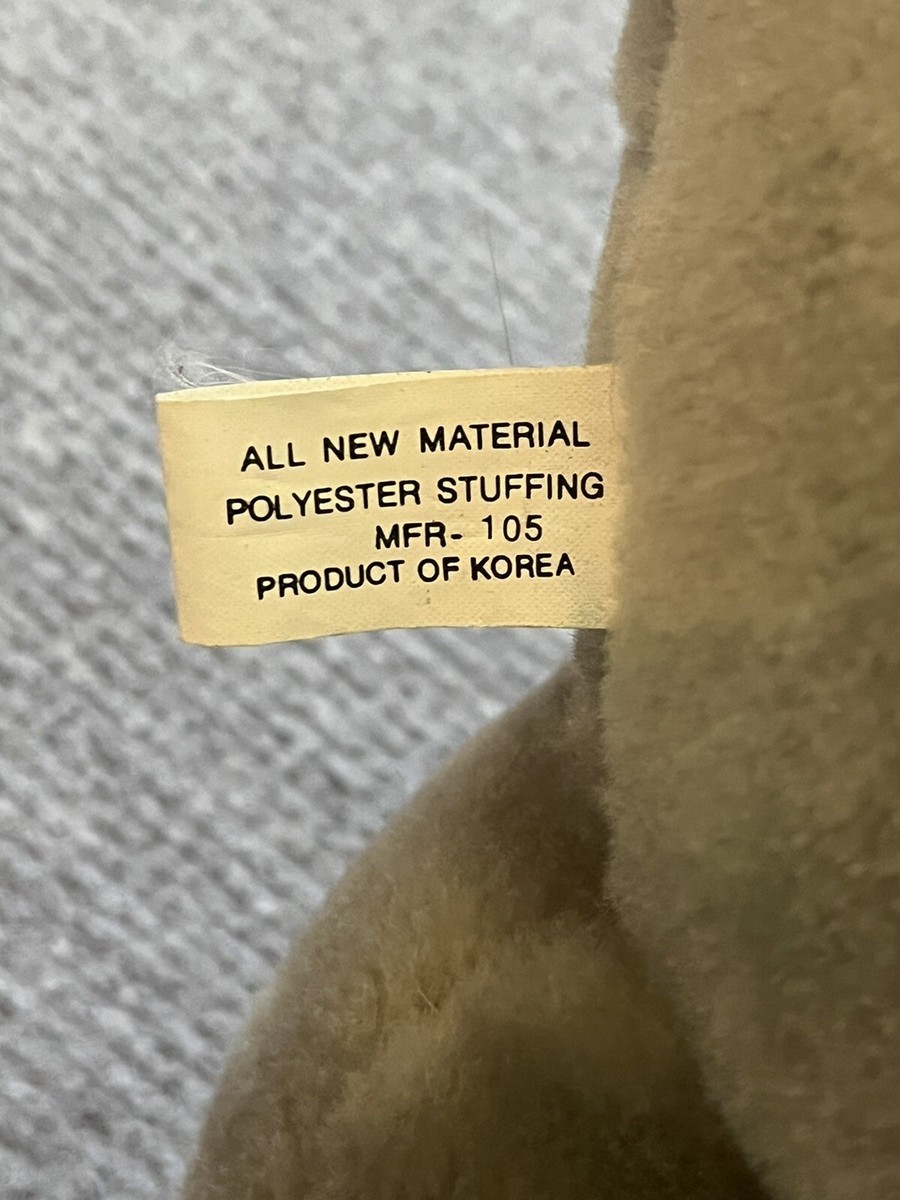 ALL NEW MATERIAL
POLYESTER STUFFING
MFR- 105
PRODUCT OF KOREA